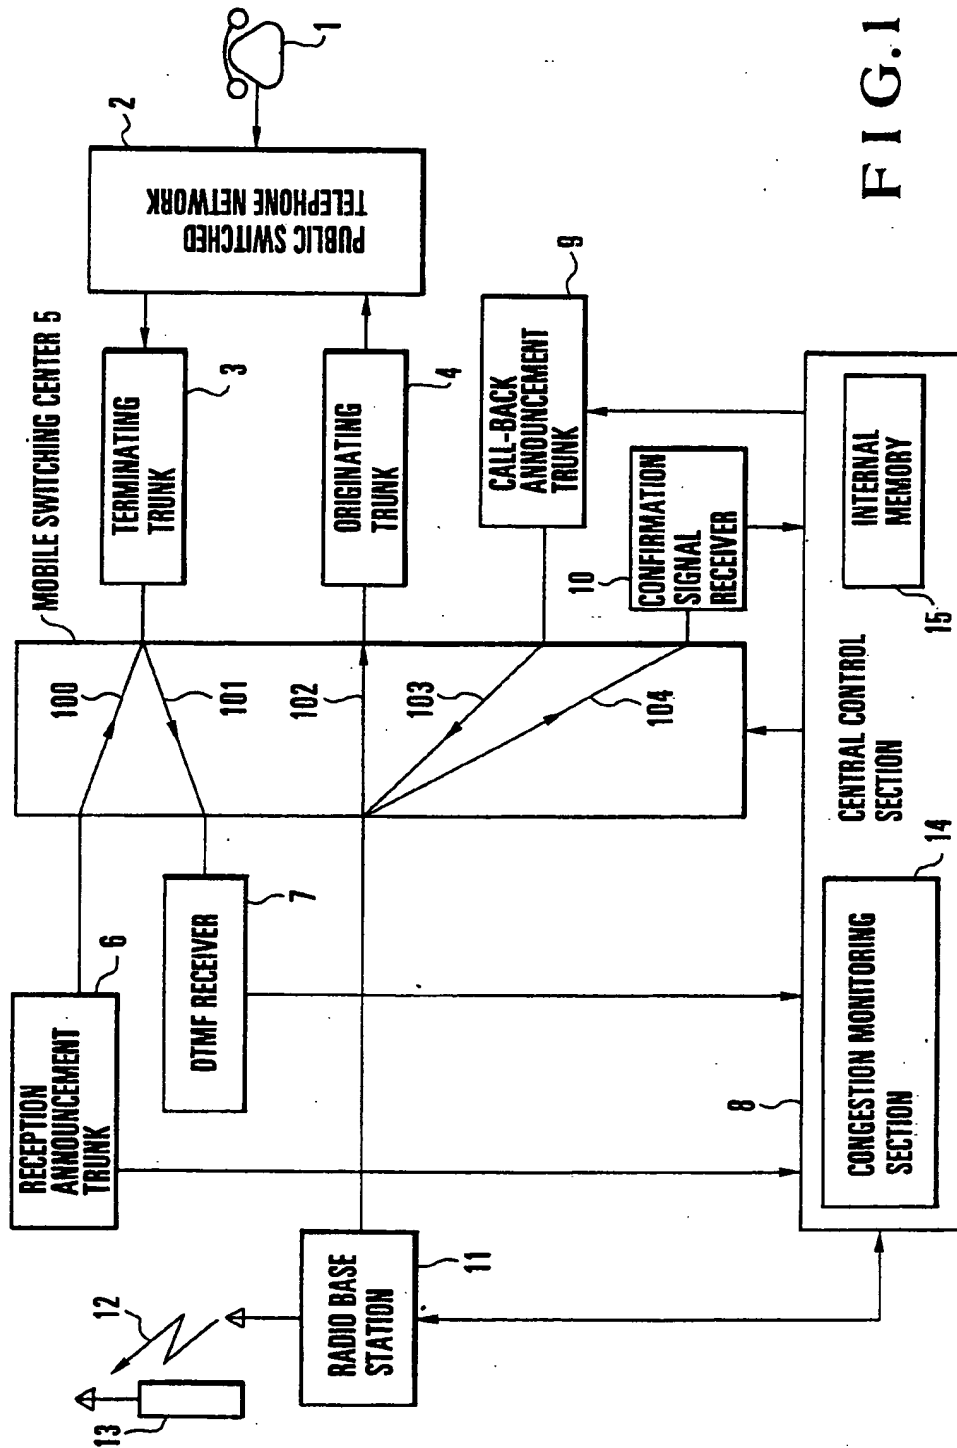 13
12
RADIO BASE
STATION
11
RECEPTION
ANNOUNCEMENT
TRUNK
6
DTMF RECEIVER
7
8
CONGESTION MONITORING
SECTION
14
CENTRAL CONTROL
SECTION
INTERNAL
MEMORY
15
MOBILE SWITCHING CENTER 5
100
101
102
103
104
TERMINATING
TRUNK
3
ORIGINATING
TRUNK
4
CALL-BACK
ANNOUNCEMENT
TRUNK
9
10
CONFIRMATION
SIGNAL
RECEIVER
PUBLIC SWITCHED
TELEPHONE NETWORK
2
1
FIG.1